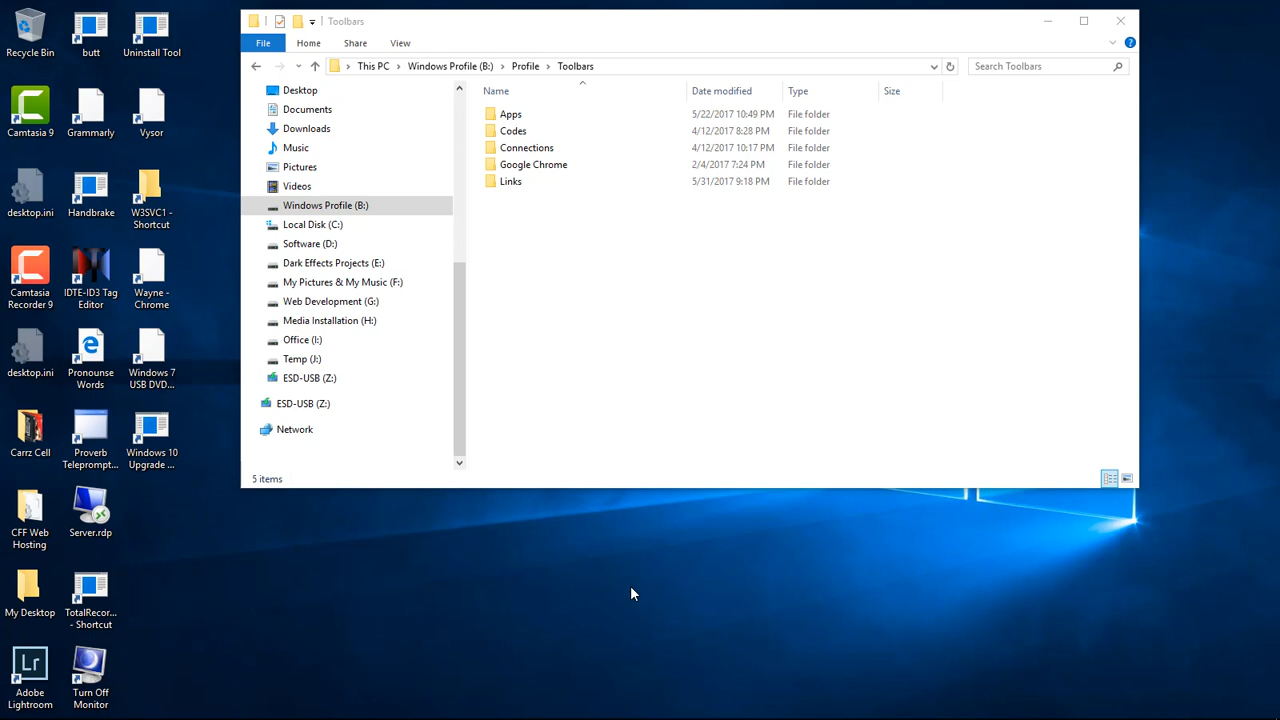 Recycle Bin
butt
Uninstall Tool
Camtasia 9
Grammarly
Vysor
desktop.ini
Handbrake
W3SVC1 -
Shortcut
Camtasia
Recorder 9
IDTE-ID3 Tag
Editor
Wayne -
Chrome
desktop.ini
Pronounse
Words
Windows 7
USB DVD...
Carrz Cell
Proverb
Teleprompt...
Windows 10
Upgrade ...
CFF Web
Hosting
Server.rdp
My Desktop
TotalRecor...
- Shortcut
Lr
Adobe
Lightroom
Turn Off
Monitor
Toolbars
File
Home
Share
View
This PC
Windows Profile (B:)
Profile
Toolbars
Search Toolbars
Desktop
Documents
Downloads
Music
Pictures
Videos
Windows Profile (B:)
Local Disk (C:)
Software (D:)
Dark Effects Projects (E:)
My Pictures & My Music (F:)
Web Development (G:)
Media Installation (H:)
Office (I:)
Temp (J:)
ESD-USB (Z:)
ESD-USB (Z:)
Network
Name Date modified Type Size
Apps 5/22/2017 10:49 PM File folder
Codes 4/12/2017 8:28 PM File folder
Connections 4/12/2017 10:17 PM File folder
Google Chrome 2/4/2017 7:24 PM File folder
Links 5/31/2017 9:18 PM File folder
5 items